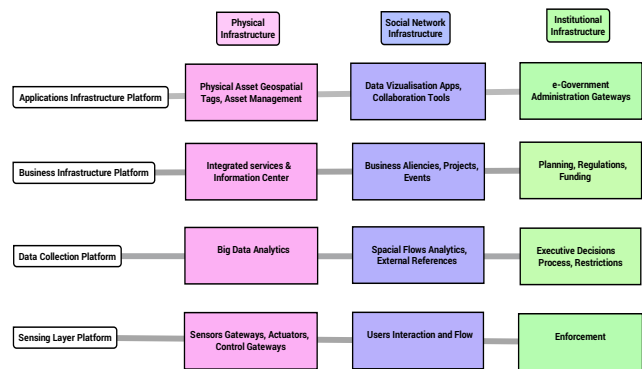 Physical
Infrastructure
Social Network
Infrastructure
Institutional
Infrastructure
Applications Infrastructure Platform
Physical Asset Geospatial
Tags, Asset Management
Data Vizualisation Apps,
Collaboration Tools
e-Government
Administration Gateways
Business Infrastructure Platform
Integrated services &
Information Center
Business Aliencies, Projects,
Events
Planning, Regulations,
Funding
Data Collection Platform
Big Data Analytics
Spacial Flows Analytics,
External References
Executive Decisions
Process, Restrictions
Sensing Layer Platform
Sensors Gateways, Actuators,
Control Gateways
Users Interaction and Flow
Enforcement